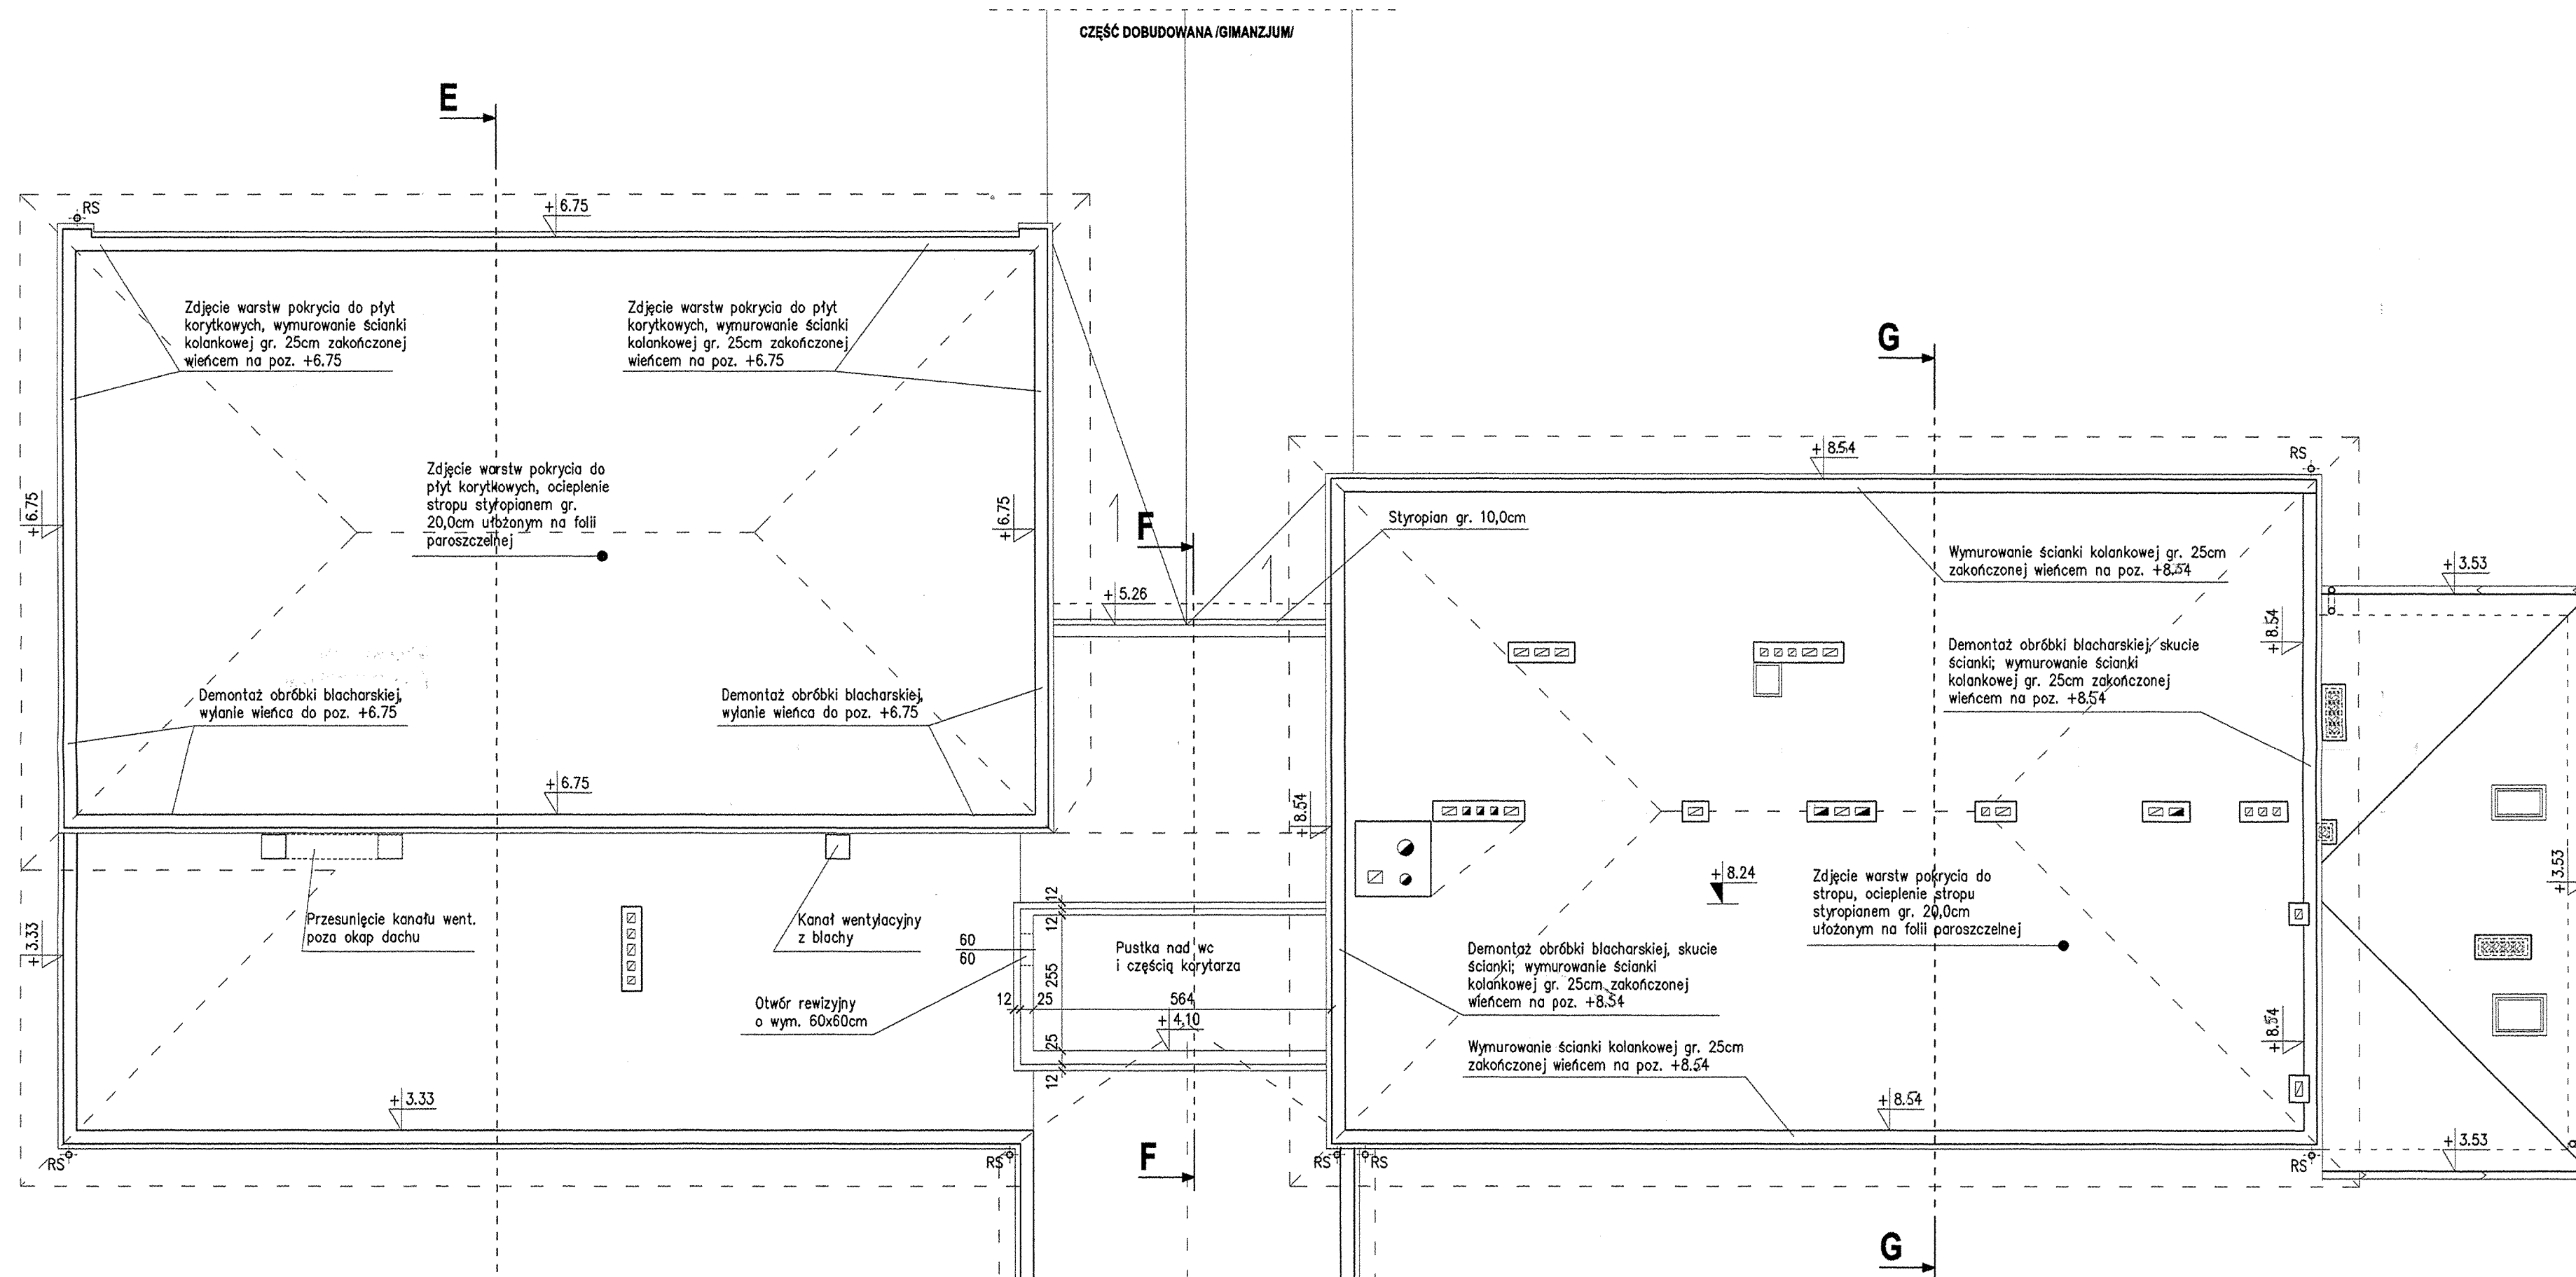 CZĘŚĆ DOBUDOWANA /GIMANZJUM/
E
RS
+ 6.75
Zdjęcie warstw pokrycia do płyt
korytkowych, wymurowanie ścianki
kolankowej gr. 25cm zakończonej
wieńcem na poz. +6.75
Zdjęcie warstw pokrycia do płyt
korytkowych, wymurowanie ścianki
kolankowej gr. 25cm zakończonej
wieńcem na poz. +6.75
Zdjęcie warstw pokrycia do
płyt korytkowych, ocieplenie
stropu styropianem gr.
20,0cm ułożonym na folii
paroszczelnej
+ 6.75
+ 6.75
Demontaż obróbki blacharskiej,
wylanie wieńca do poz. +6.75
Demontaż obróbki blacharskiej,
wylanie wieńca do poz. +6.75
+ 6.75
Przesunięcie kanału went.
poza okap dachu
Kanał wentylacyjny
z blachy
+ 3.33
Otwór rewizyjny
o wym. 60x60cm
+ 3.33
RS
RS
F
+ 5.26
Styropian gr. 10,0cm
60
60
12
12
255
25
12
12
25
564
Pustka nad wc
i częścią korytarza
+ 4.10
F
G
+ 8.54
RS
Wymurowanie ścianki kolankowej gr. 25cm
zakończonej wieńcem na poz. +8.54
+ 8.54
Demontaż obróbki blacharskiej, skucie
ścianki; wymurowanie ścianki
kolankowej gr. 25cm zakończonej
wieńcem na poz. +8.54
+ 8.54
+ 8.24
Zdjęcie warstw pokrycia do
stropu, ocieplenie stropu
styropianem gr. 20,0cm
ułożonym na folii paroszczelnej
Demontaż obróbki blacharskiej, skucie
ścianki; wymurowanie ścianki
kolankowej gr. 25cm zakończonej
wieńcem na poz. +8.54
Wymurowanie ścianki kolankowej gr. 25cm
zakończonej wieńcem na poz. +8.54
+ 8.54
+ 8.54
RS
RS
RS
G
+ 3.53
+ 3.53
+ 3.53